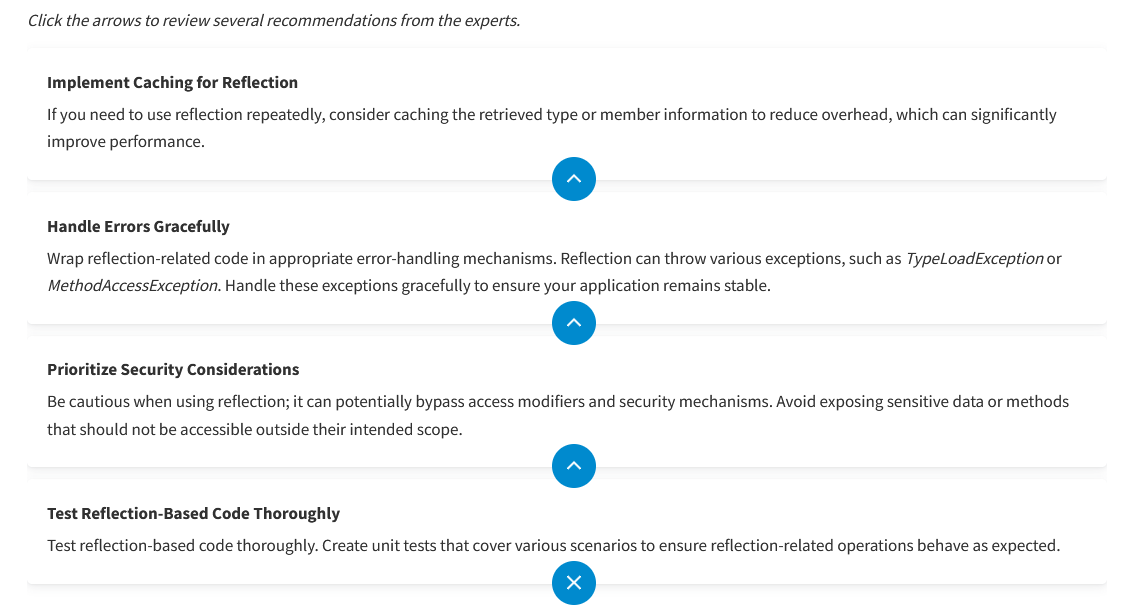 Click the arrows to review several recommendations from the experts.
Implement Caching for Reflection
If you need to use reflection repeatedly, consider caching the retrieved type or member information to reduce overhead, which can significantly
improve performance.
Handle Errors Gracefully
Wrap reflection-related code in appropriate error-handling mechanisms. Reflection can throw various exceptions, such as TypeLoadException or
MethodAccessException. Handle these exceptions gracefully to ensure your application remains stable.
Prioritize Security Considerations
Be cautious when using reflection; it can potentially bypass access modifiers and security mechanisms. Avoid exposing sensitive data or methods
that should not be accessible outside their intended scope.
Test Reflection-Based Code Thoroughly
Test reflection-based code thoroughly. Create unit tests that cover various scenarios to ensure reflection-related operations behave as expected.